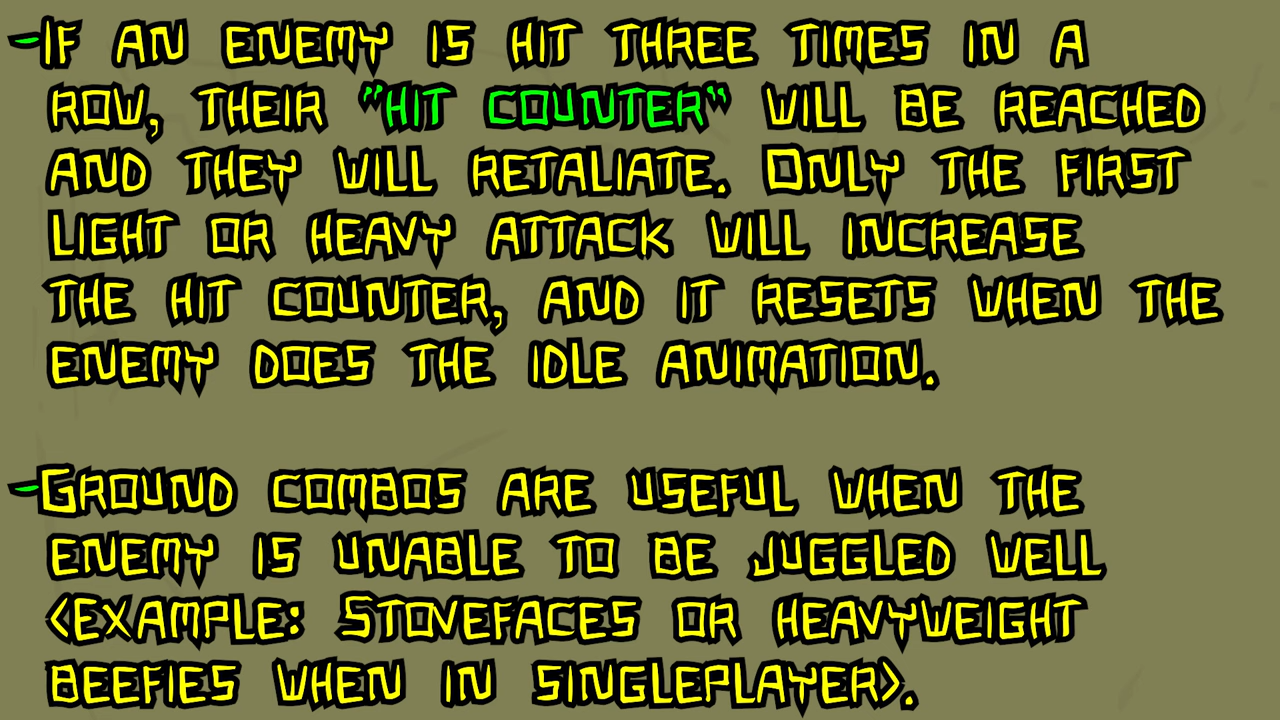 -If an enemy is hit three times in a
row, their "hit counter" will be reached
and they will retaliate. Only the first
light or heavy attack will increase
the hit counter, and it resets when the
enemy does the idle animation.
-Ground combos are useful when the
enemy is unable to be juggled well
<example: Stovefaces or heavyweight
beefies when in singleplayer>.